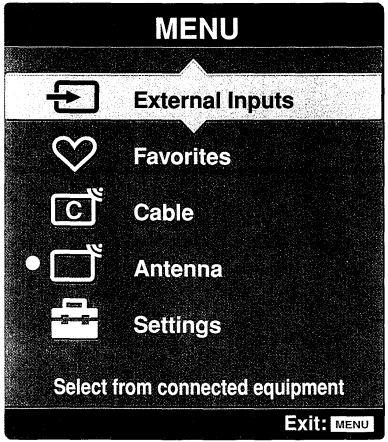 MENU
External Inputs
Favorites
C Cable
Antenna
Settings
Select from connected equipment
Exit: MENU